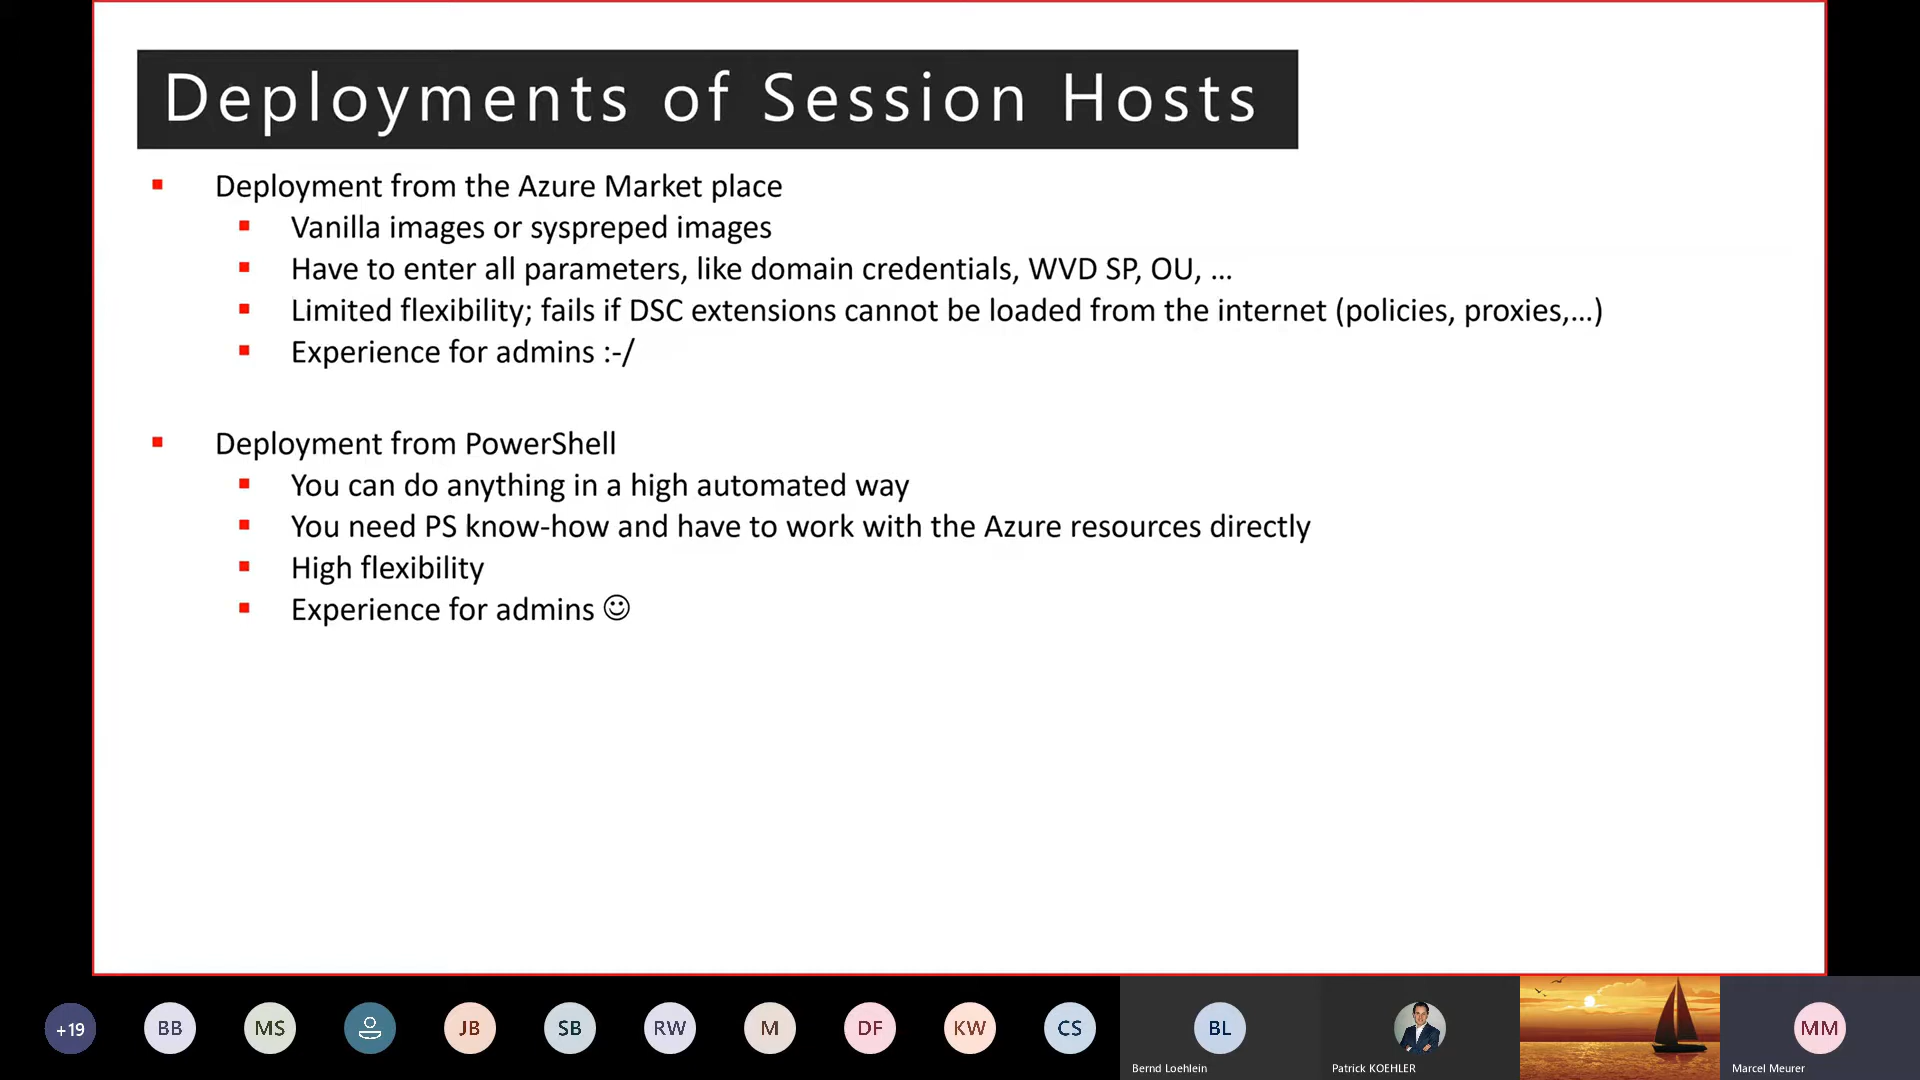 Deployments of Session Hosts
Deployment from the Azure Market place
Vanilla images or syspreped images
Have to enter all parameters, like domain credentials, WVD SP, OU, ...
Limited flexibility; fails if DSC extensions cannot be loaded from the internet (policies, proxies,...)
Experience for admins :-/
Deployment from PowerShell
You can do anything in a high automated way
You need PS know-how and have to work with the Azure resources directly
High flexibility
Experience for admins ☺
+19 BB MS JB SB RW M DF KW CS BL MM
Bernd Loehlein Patrick KOEHLER Marcel Meurer